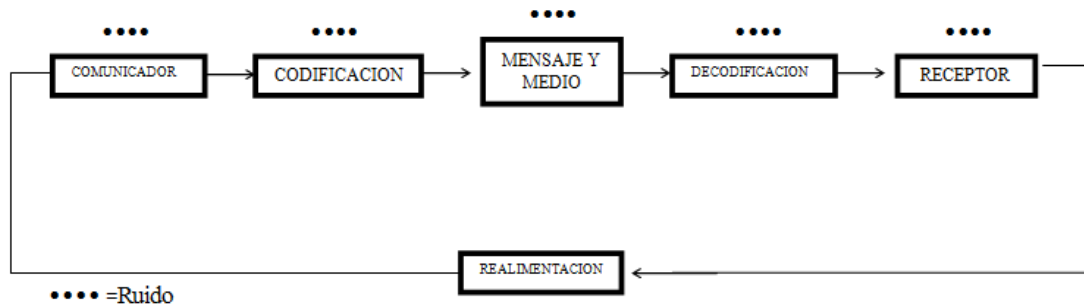 COMUNICADOR
CODIFICACION
MENSAJE Y
MEDIO
DECODIFICACION
RECEPTOR
REALIMENTACION
•••• =Ruido